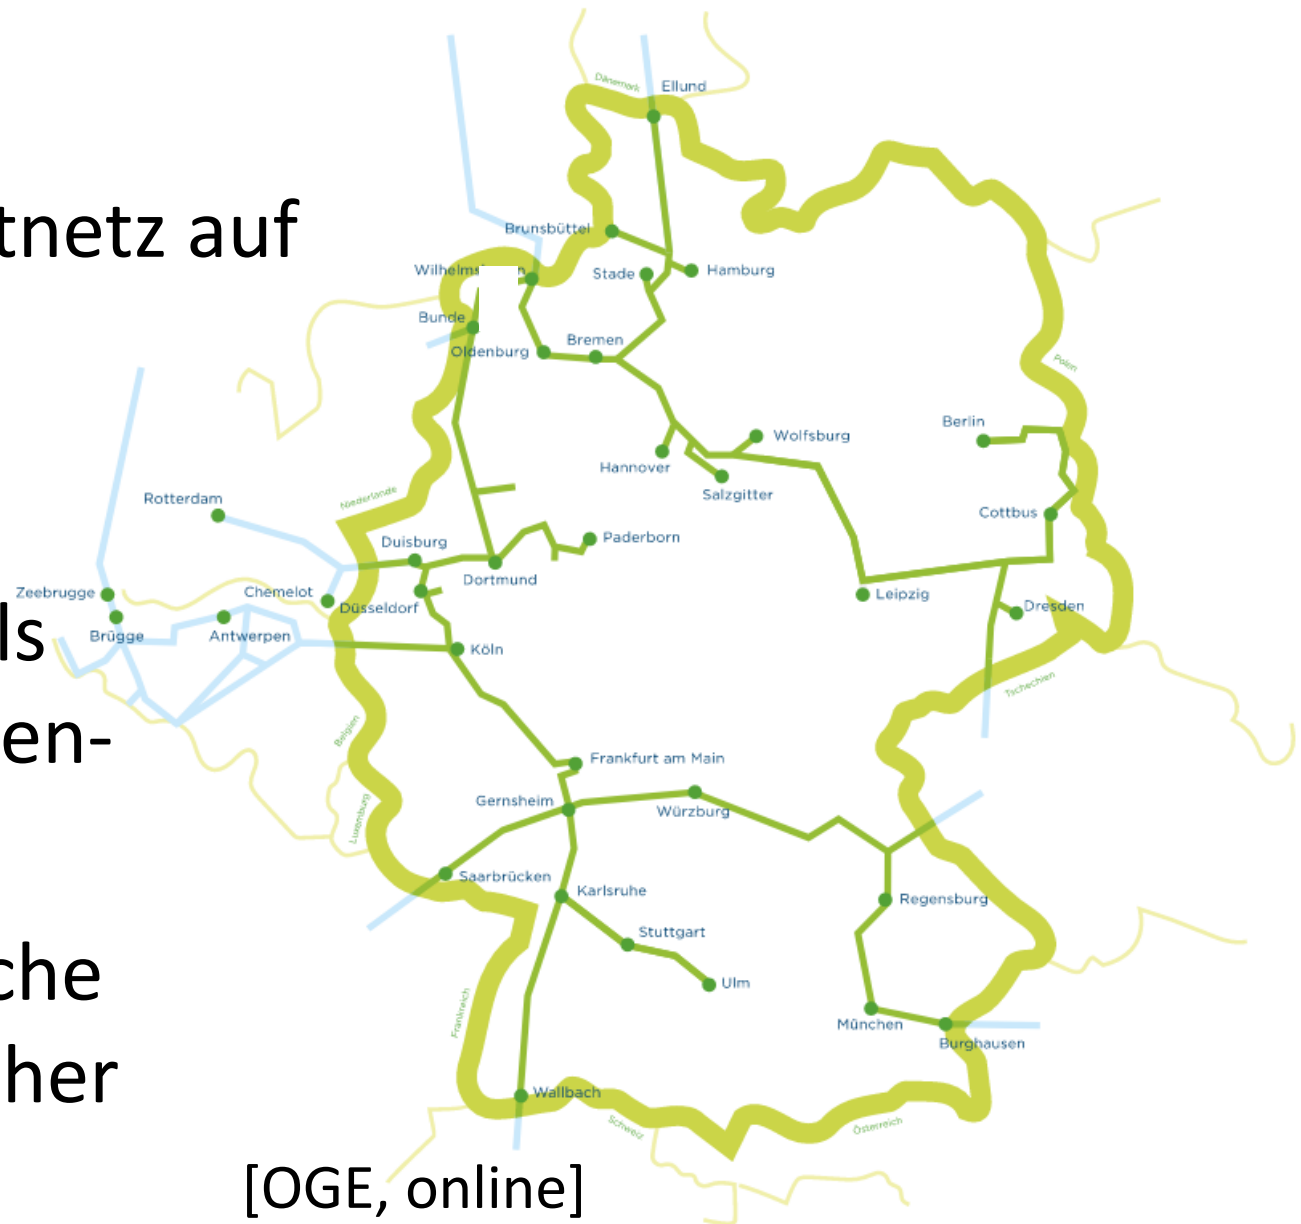 Dänemark
Ellund
tnetz auf
Brunsbüttel
Hamburg
Stade
Bunde
Bremen
Oldenburg
Polen
Berlin
Wolfsburg
Hannover
Salzgitter
Niederlande
Rotterdam
Cottbus
Paderborn
Duisburg
Dortmund
Zeebrugge
Chemelot
Düsseldorf
Leipzig
Dresden
Brügge
Antwerpen
ls
Köln
Tschechien
Belgien
en-
Frankfurt am Main
Gernsheim
Würzburg
Luxemburg
Saarbrücken
Karlsruhe
Regensburg
Stuttgart
che
Ulm
Frankreich
München
Burghausen
her
Wallbach
Schweiz
Österreich
[OGE, online]